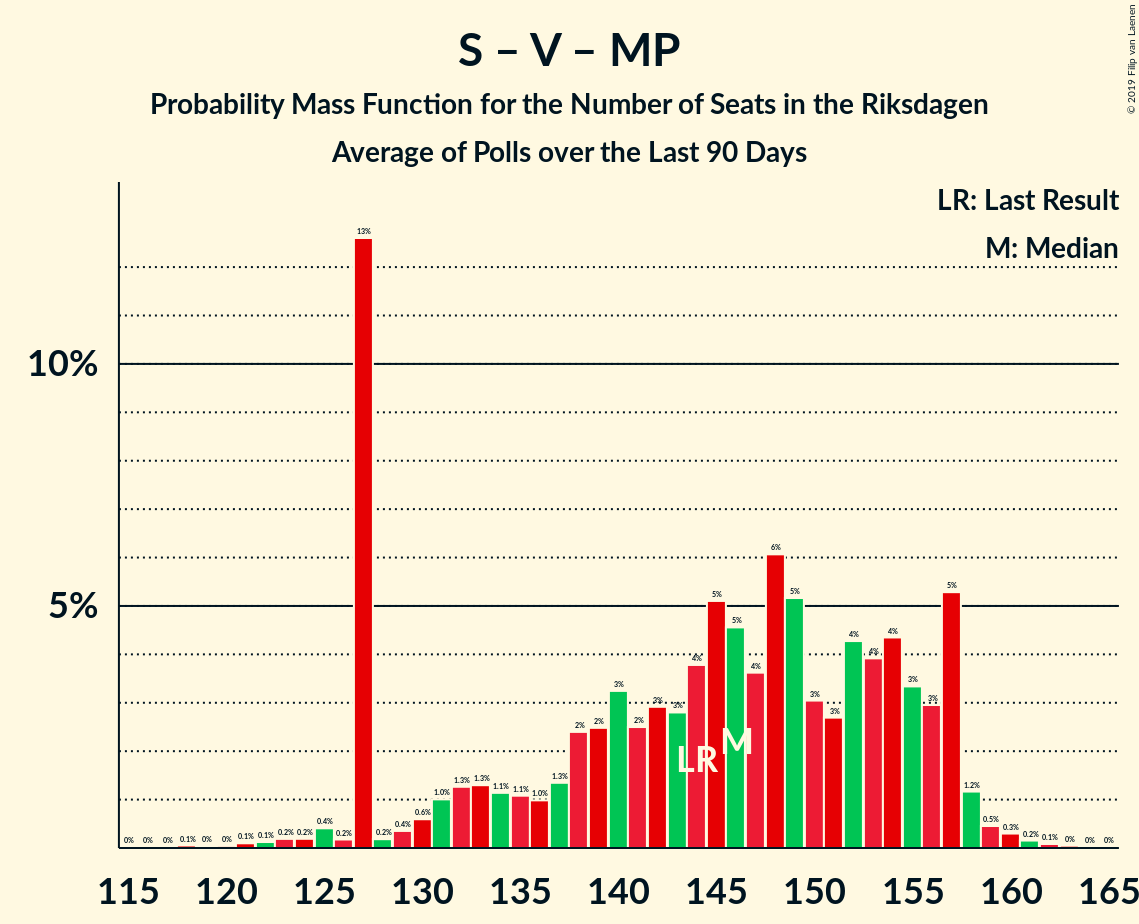 S – V – MP
Probability Mass Function for the Number of Seats in the Riksdagen
Average of Polls over the Last 90 Days
© 2019 Filip van Laenen
LR: Last Result
M: Median
10%
5%
0% 0% 0% 0.1% 0% 0% 0.1% 0.1% 0.2% 0.2% 0.4% 0.2% 13% 0.2% 0.4% 0.6% 1.0% 1.3% 1.3% 1.1% 1.1% 1.0% 1.3% 2% 2% 3% 2% 3% 3% 4% 5% 5% 4% 6% 5% 3% 3% 4% 4% 4% 3% 3% 5% 1.2% 0.5% 0.3% 0.2% 0.1% 0% 0% 0%
LR M
115 120 125 130 135 140 145 150 155 160 165